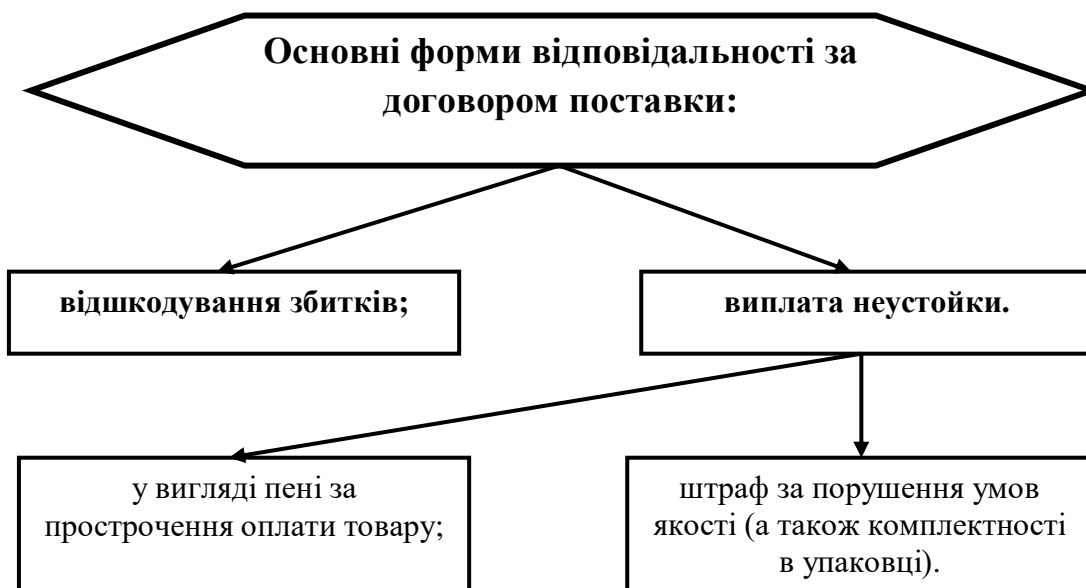 Основні форми відповідальності за
договором поставки:
відшкодування збитків;
виплата неустойки.
у вигляді пені за
прострочення оплати товару;
штраф за порушення умов
якості (а також комплектності
в упаковці).